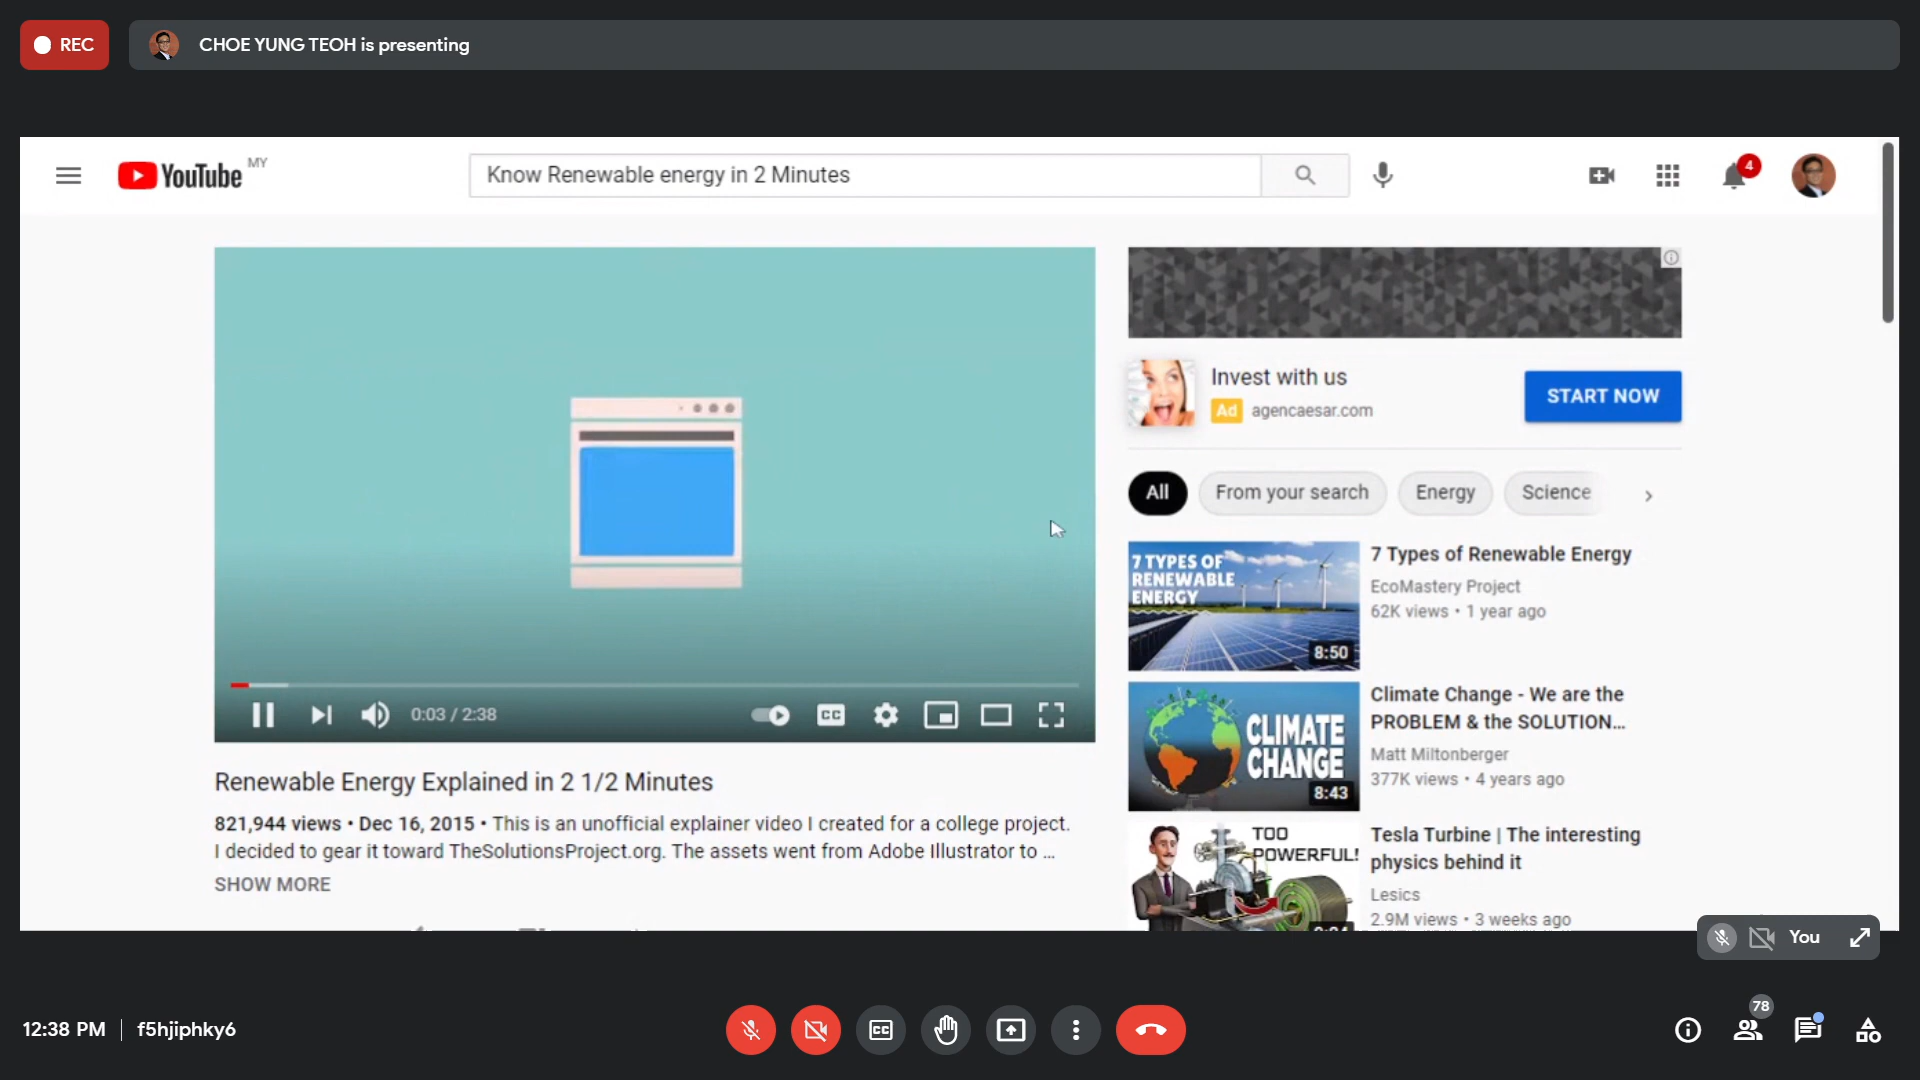 REC
CHOE YUNG TEOH is presenting
YouTube MY
Know Renewable energy in 2 Minutes
4
0:03 / 2:38
CC
Renewable Energy Explained in 2 1/2 Minutes
821,944 views • Dec 16, 2015 • This is an unofficial explainer video I created for a college project.
I decided to gear it toward TheSolutionsProject.org. The assets went from Adobe Illustrator to ...
SHOW MORE
Invest with us
Ad agencaesar.com
START NOW
All From your search Energy Science
7 TYPES OF
RENEWABLE
ENERGY
8:50
7 Types of Renewable Energy
EcoMastery Project
62K views • 1 year ago
CLIMATE
CHANGE
8:43
Climate Change - We are the
PROBLEM & the SOLUTION...
Matt Miltonberger
377K views • 4 years ago
TOO
POWERFUL!
Tesla Turbine | The interesting
physics behind it
Lesics
2.9M views • 3 weeks ago
You
12:38 PM | f5hjiphky6
CC
78